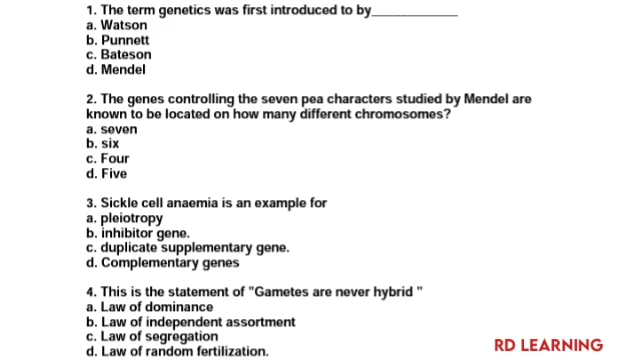 1. The term genetics was first introduced to by_____________
a. Watson
b. Punnett
c. Bateson
d. Mendel
2. The genes controlling the seven pea characters studied by Mendel are
known to be located on how many different chromosomes?
a. seven
b. six
c. Four
d. Five
3. Sickle cell anaemia is an example for
a. pleiotropy
b. inhibitor gene.
c. duplicate supplementary gene.
d. Complementary genes
4. This is the statement of "Gametes are never hybrid "
a. Law of dominance
b. Law of independent assortment
c. Law of segregation
d. Law of random fertilization.
RD LEARNING